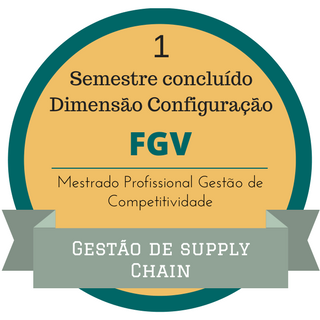 1
Semestre concluído
Dimensão Configuração
FGV
Mestrado Profissional Gestão de
Competitividade
Gestão de supply
Chain